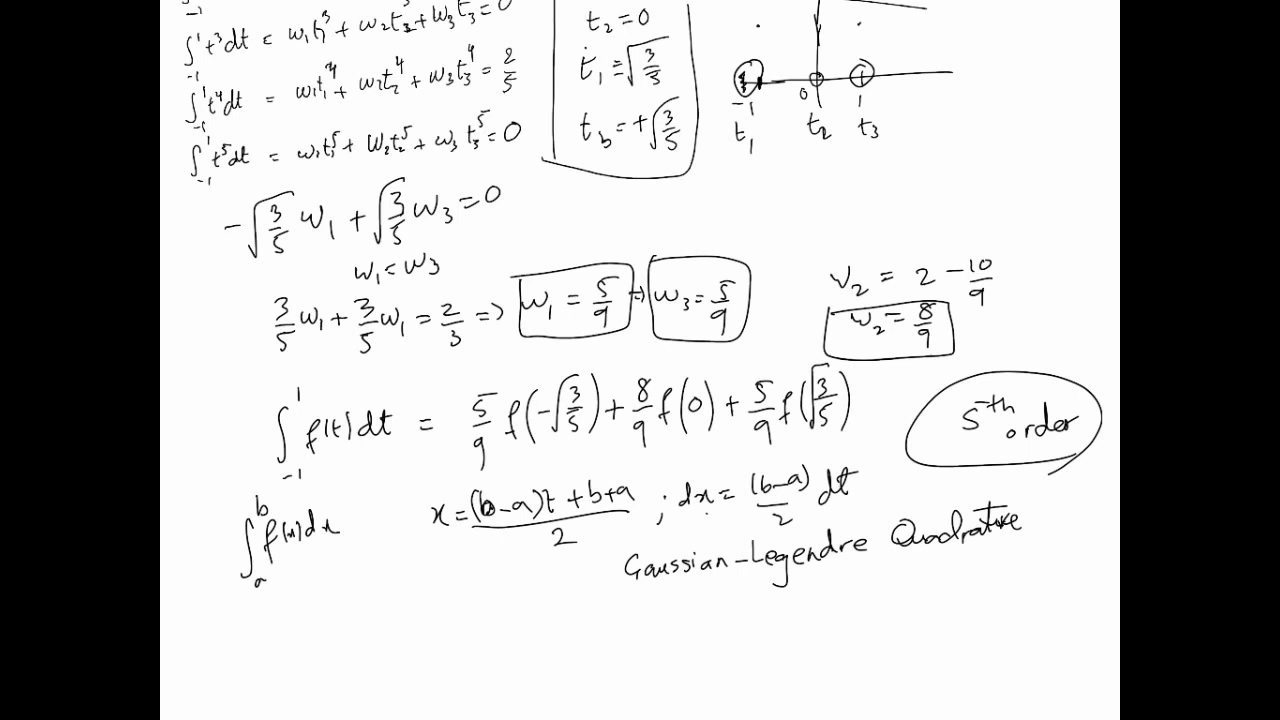 ∫₋₁¹ t³dt = w₁t₁³ + w₂t₂³ + w₃t₃³ = 0
∫₋₁¹ t⁴dt = w₁t₁⁴ + w₂t₂⁴ + w₃t₃⁴ = 2/5
∫₋₁¹ t⁵dt = w₁t₁⁵ + w₂t₂⁵ + w₃t₃⁵ = 0
t₂ = 0
t₃ = +√(3/5)
-1 0 1
t₁ t₂ t₃
-√(3/5) w₁ + √(3/5) w₃ = 0
w₁ = w₃
3/5 w₁ + 3/5 w₁ = 2/3 => w₁ = 5/9 => w₃ = 5/9
w₂ = 2 - 10/9
w₂ = 8/9
∫₋₁¹ f(t)dt = 5/9 f(-√(3/5)) + 8/9 f(0) + 5/9 f(√(3/5))
5th order
∫ₐᵇ f(x)dx x = ((b-a)t + b+a)/2 ; dx = (b-a)/2 dt
Gaussian-Legendre Quadrature